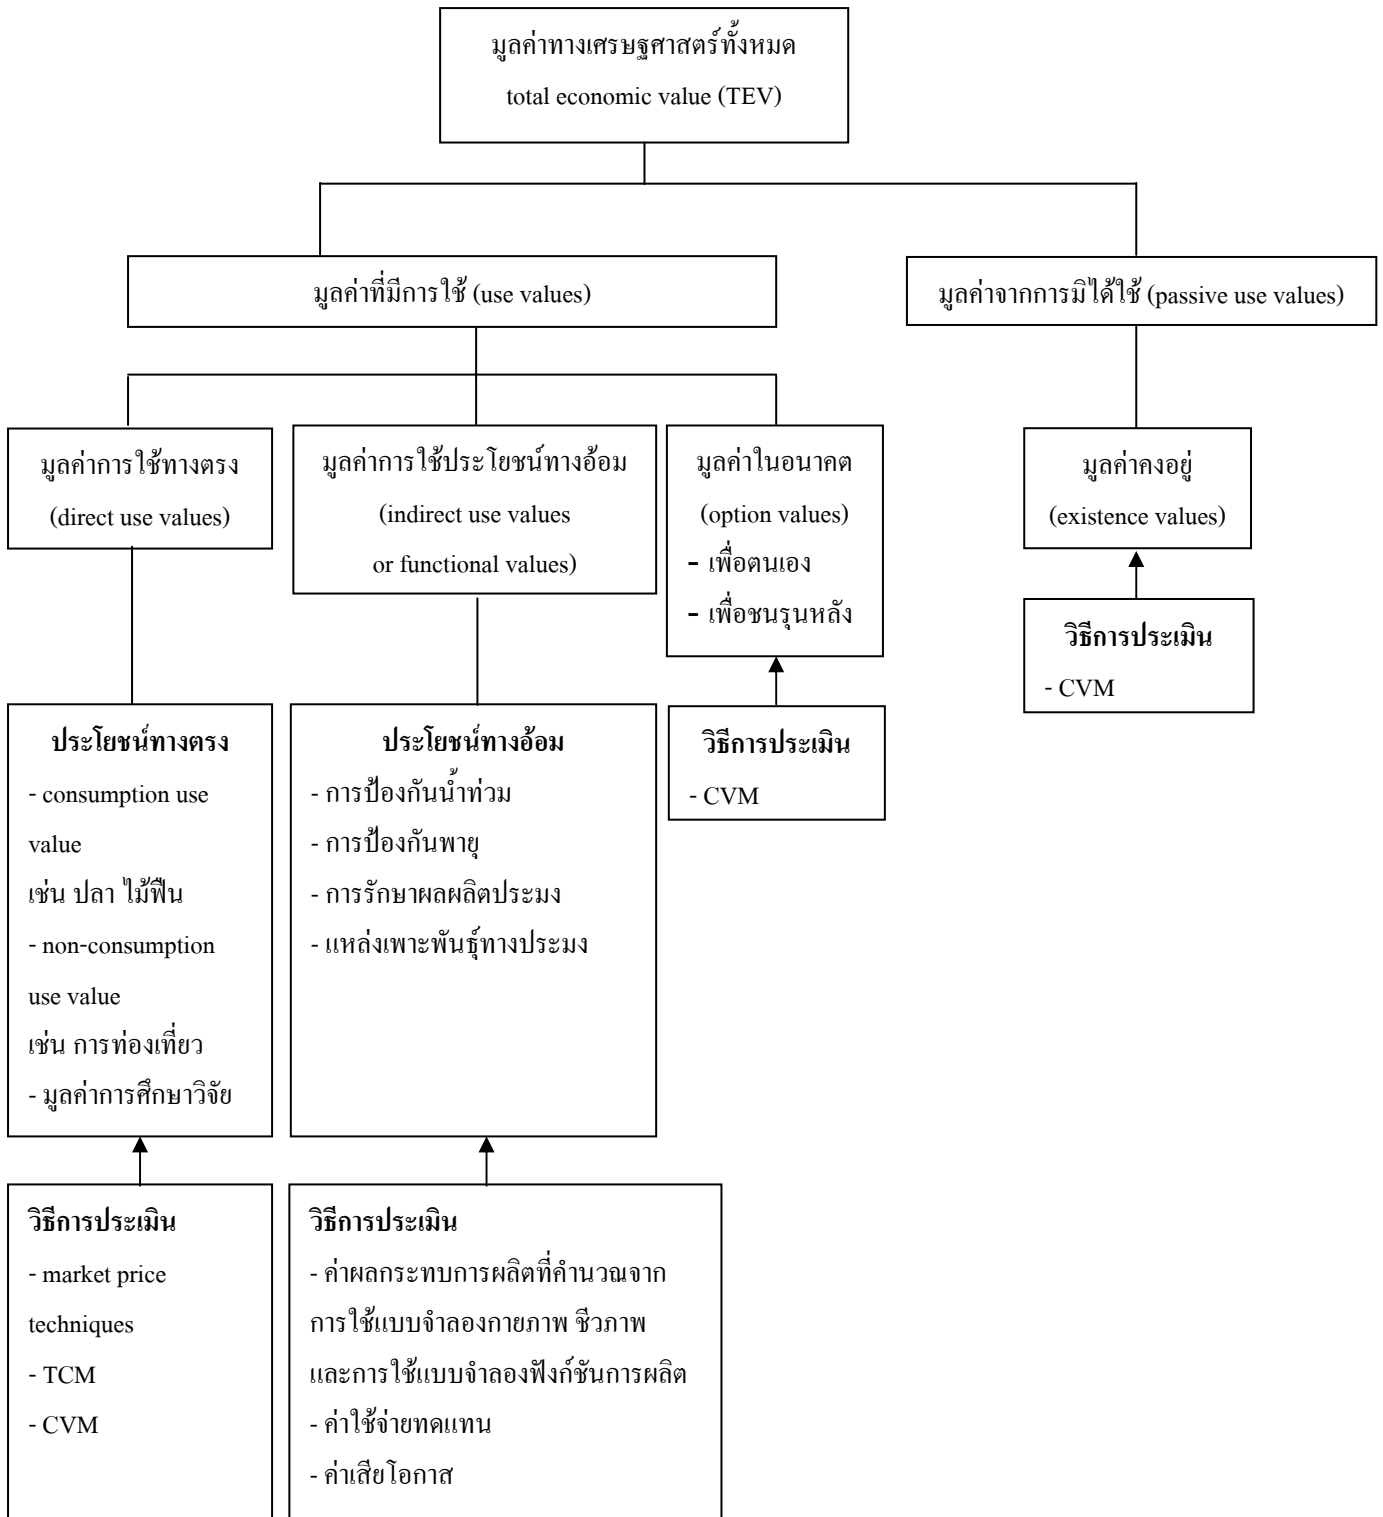 มูลค่าทางเศรษฐศาสตร์ทั้งหมด
total economic value (TEV)
มูลค่าที่มีการใช้ (use values)
มูลค่าจากการมิได้ใช้ (passive use values)
มูลค่าการใช้ทางตรง
(direct use values)
มูลค่าการใช้ประโยชน์ทางอ้อม
(indirect use values
or functional values)
มูลค่าในอนาคต
(option values)
- เพื่อตนเอง
- เพื่อชนรุนหลัง
มูลค่าคงอยู่
(existence values)
วิธีการประเมิน
- CVM
ประโยชน์ทางตรง
- consumption use
value
เช่น ปลา ไม้ฟืน
- non-consumption
use value
เช่น การท่องเที่ยว
- มูลค่าการศึกษาวิจัย
ประโยชน์ทางอ้อม
- การป้องกันน้ำท่วม
- การป้องกันพายุ
- การรักษาผลผลิตประมง
- แหล่งเพาะพันธุ์ทางประมง
วิธีการประเมิน
- CVM
วิธีการประเมิน
- market price
techniques
- TCM
- CVM
วิธีการประเมิน
- ค่าผลกระทบการผลิตที่คำนวณจาก
การใช้แบบจำลองกายภาพ ชีวภาพ
และการใช้แบบจำลองฟังก์ชันการผลิต
- ค่าใช้จ่ายทดแทน
- ค่าเสียโอกาส